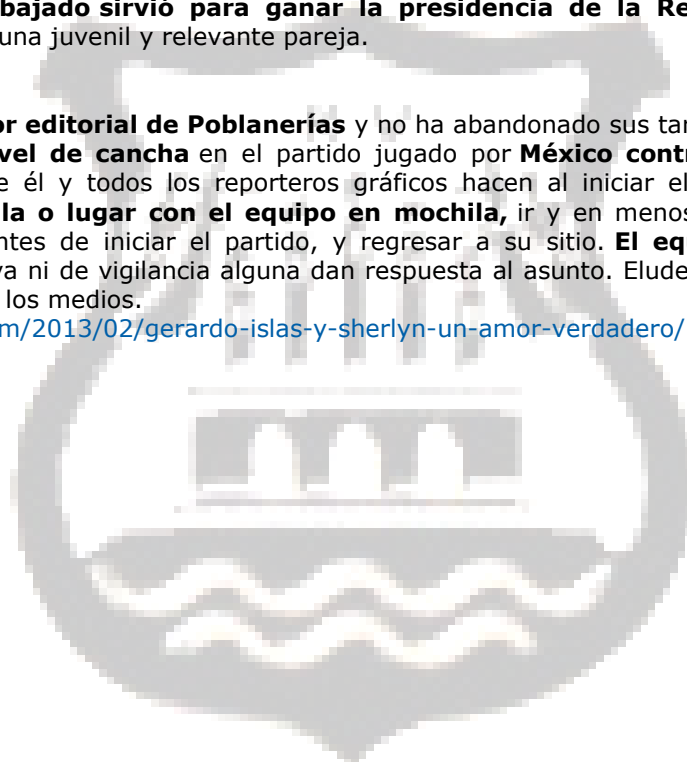 bajado sirvió para ganar la presidencia de la Re
una juvenil y relevante pareja.
or editorial de Poblanerías y no ha abandonado sus tar
vel de cancha en el partido jugado por México contr
e él y todos los reporteros gráficos hacen al iniciar el
la o lugar con el equipo en mochila, ir y en menos
ntes de iniciar el partido, y regresar a su sitio. El eq
va ni de vigilancia alguna dan respuesta al asunto. Elude
los medios.
m/2013/02/gerardo-islas-y-sherlyn-un-amor-verdadero/